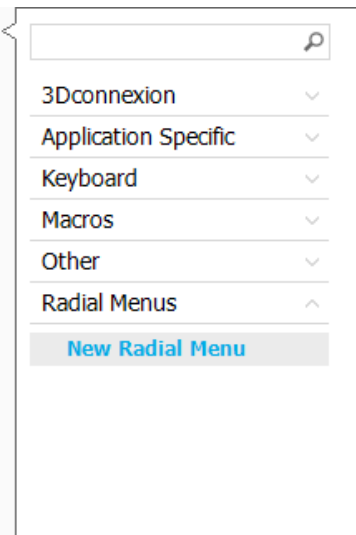 3Dconnexion
Application Specific
Keyboard
Macros
Other
Radial Menus
New Radial Menu